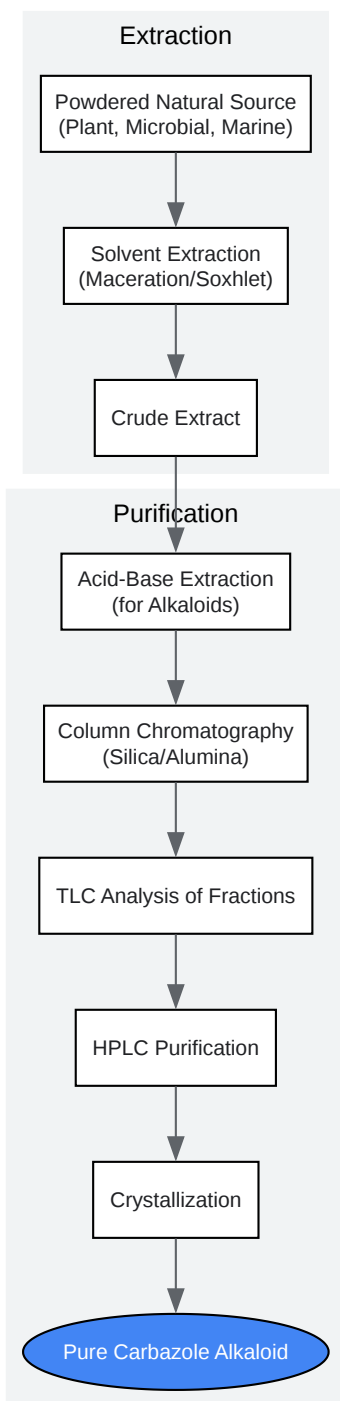 Extraction
Powdered Natural Source
(Plant, Microbial, Marine)
Solvent Extraction
(Maceration/Soxhlet)
Crude Extract
Purification
Acid-Base Extraction
(for Alkaloids)
Column Chromatography
(Silica/Alumina)
TLC Analysis of Fractions
HPLC Purification
Crystallization
Pure Carbazole Alkaloid